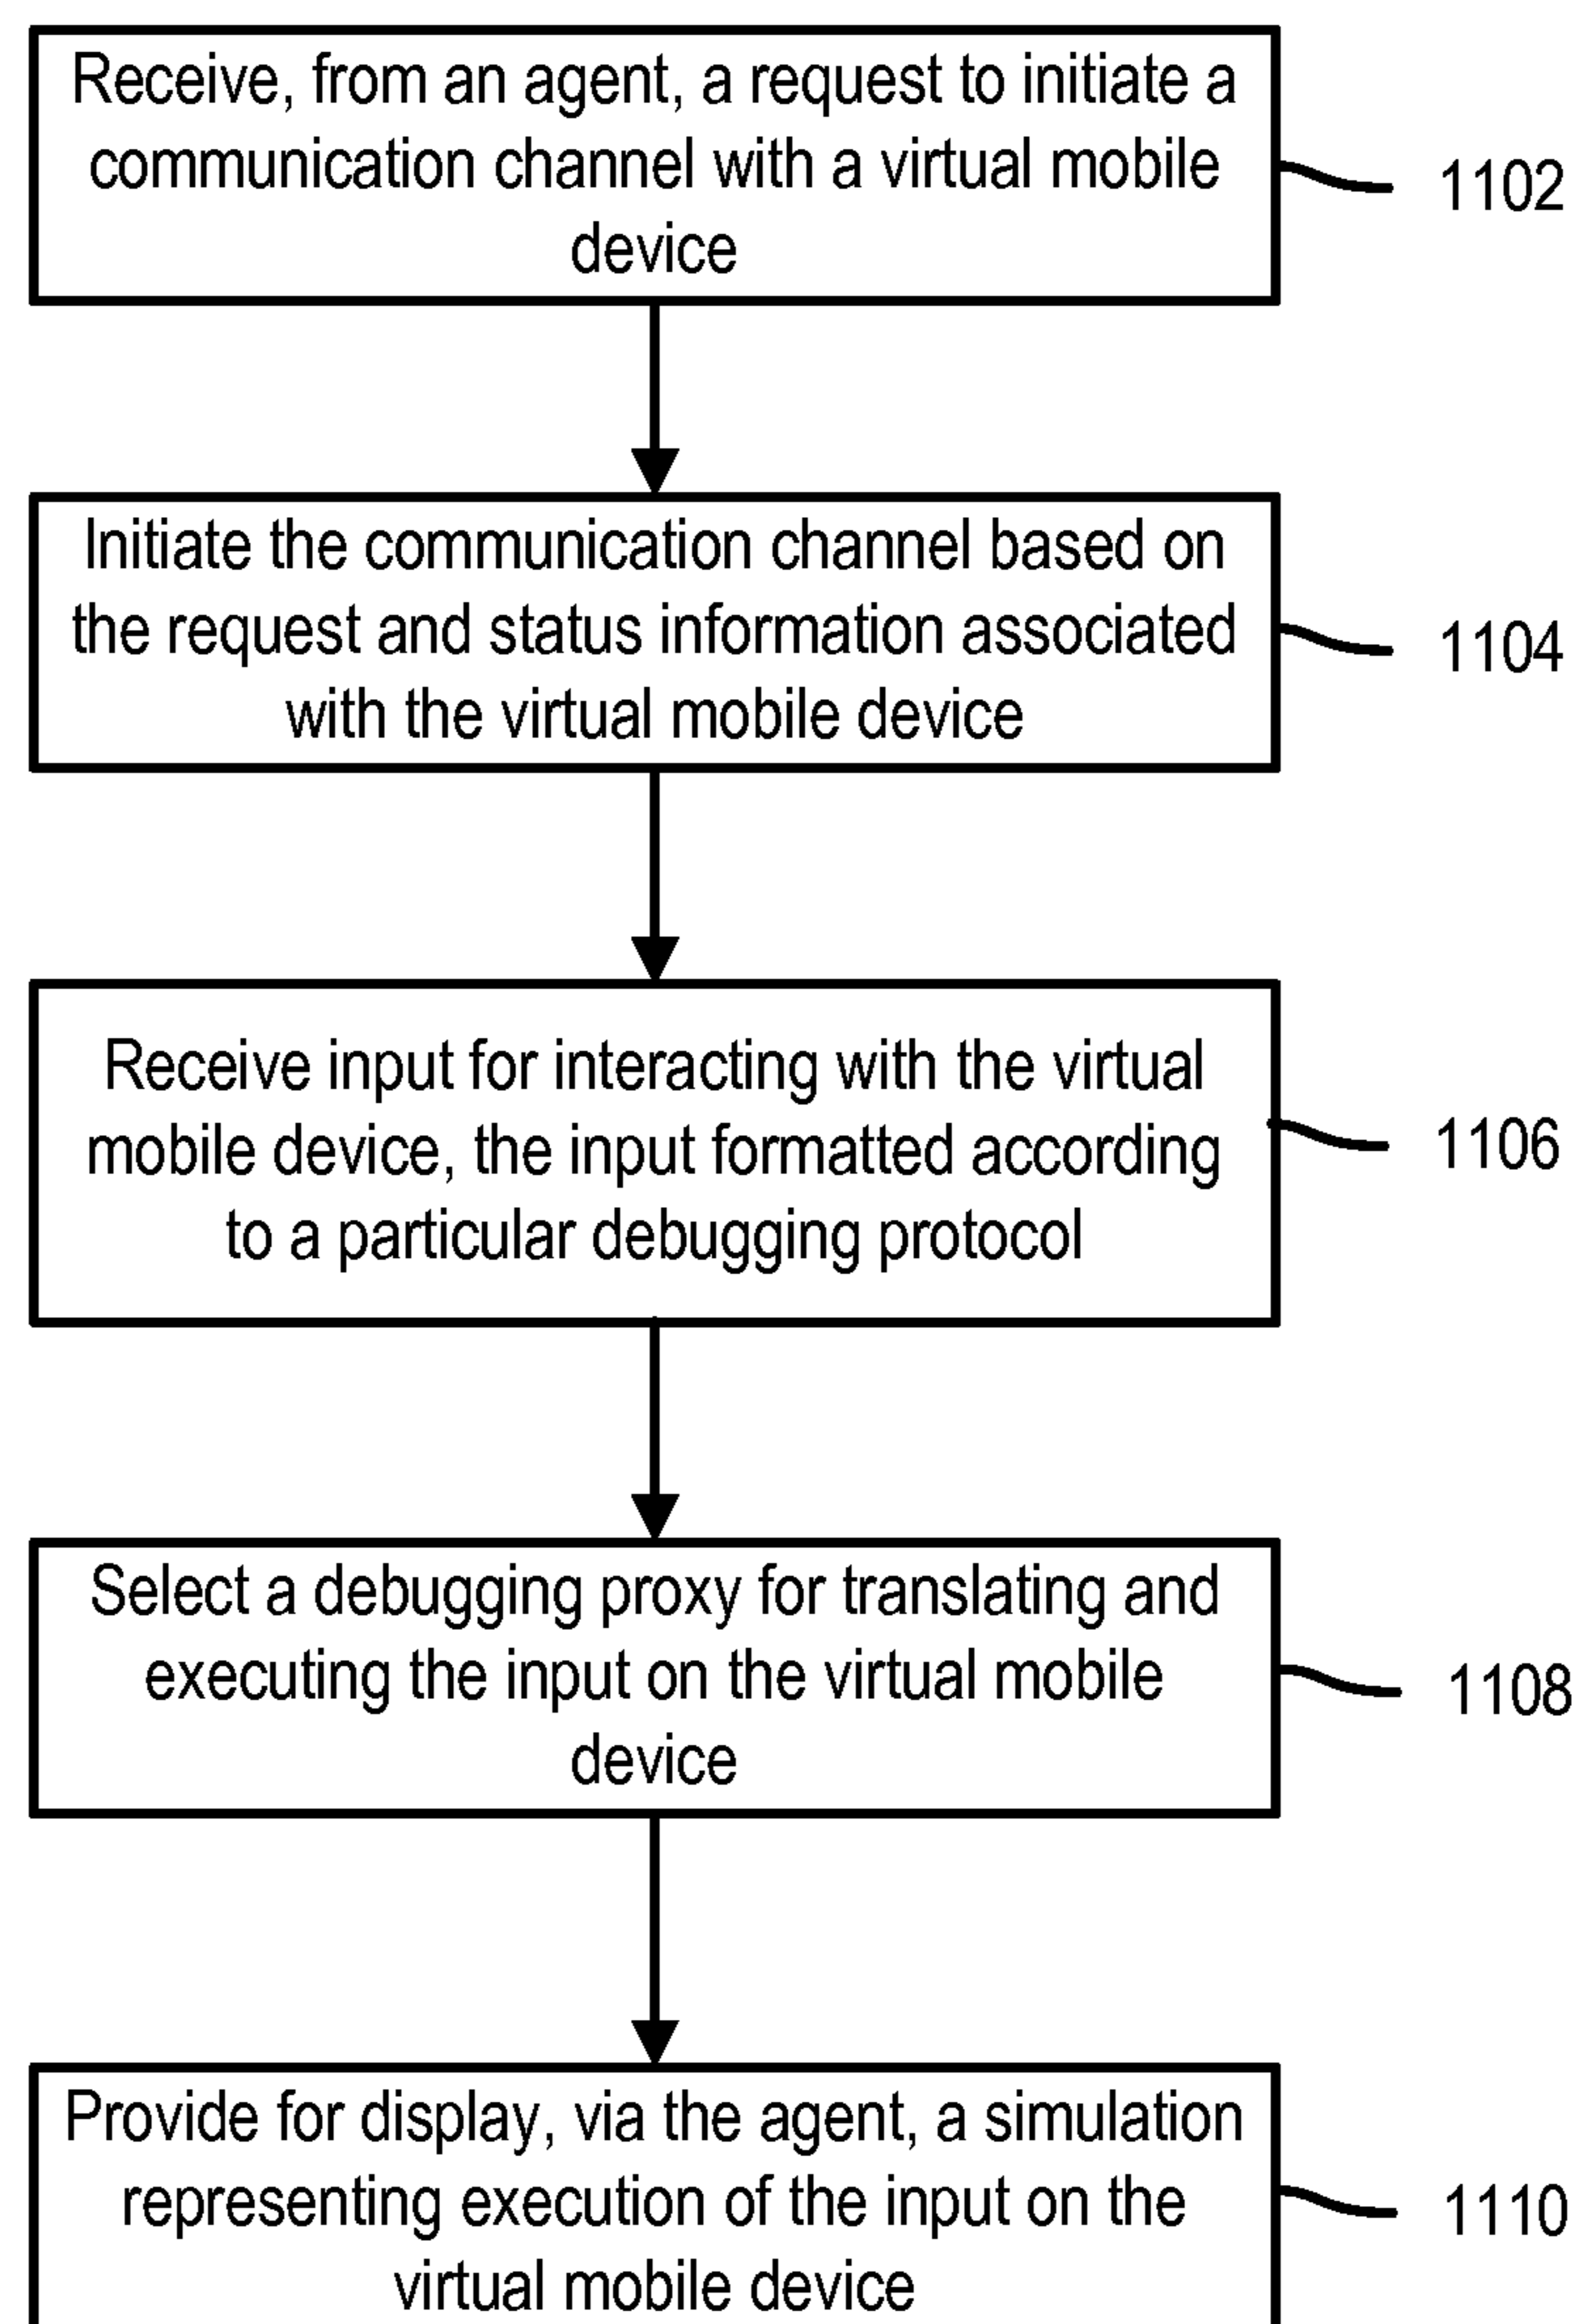 Receive, from an agent, a request to initiate a
communication channel with a virtual mobile
device
1102
Initiate the communication channel based on
the request and status information associated
with the virtual mobile device
1104
Receive input for interacting with the virtual
mobile device, the input formatted according
to a particular debugging protocol
1106
Select a debugging proxy for translating and
executing the input on the virtual mobile
device
1108
Provide for display, via the agent, a simulation
representing execution of the input on the
virtual mobile device
1110